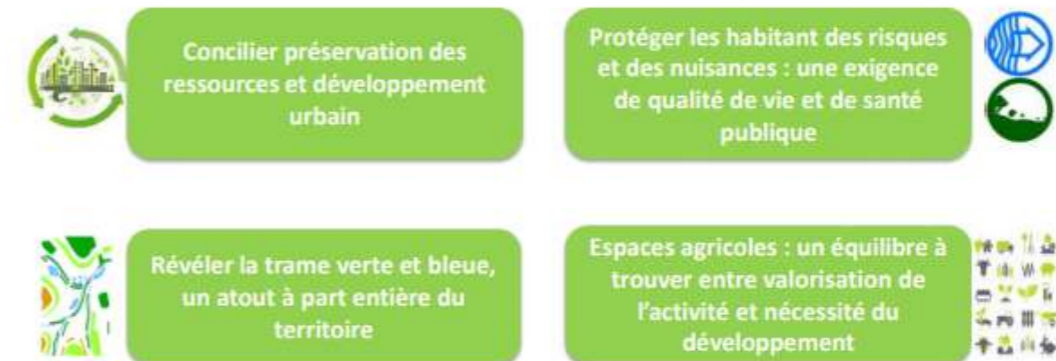 Concilier préservation des
ressources et développement
urbain
Protéger les habitant des risques
et des nuisances : une exigence
de qualité de vie et de santé
publique
Révéler la trame verte et bleue,
un atout à part entière du
territoire
Espaces agricoles : un équilibre à
trouver entre valorisation de
l'activité et nécessité du
développement